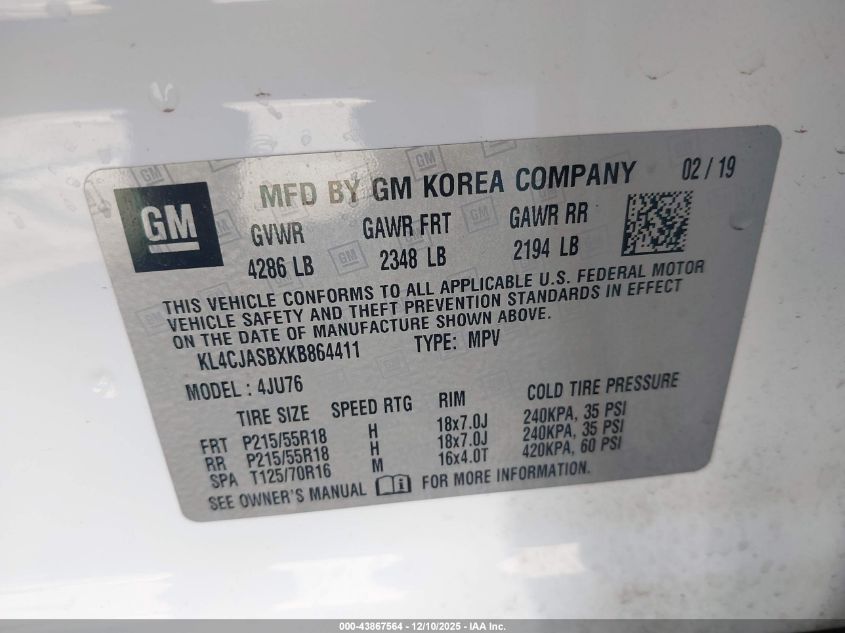 GM
MFD BY GM KOREA COMPANY 02 / 19
GVWR GAWR FRT GAWR RR
4286 LB 2348 LB 2194 LB
THIS VEHICLE CONFORMS TO ALL APPLICABLE U.S. FEDERAL MOTOR
VEHICLE SAFETY AND THEFT PREVENTION STANDARDS IN EFFECT
ON THE DATE OF MANUFACTURE SHOWN ABOVE.
KL4CJASBXKB864411 TYPE: MPV
MODEL : 4JU76
TIRE SIZE SPEED RTG RIM COLD TIRE PRESSURE
FRT P215/55R18 H 18x7.0J 240KPA, 35 PSI
RR P215/55R18 H 18x7.0J 240KPA, 35 PSI
SPA T125/70R16 M 16x4.0T 420KPA, 60 PSI
SEE OWNER'S MANUAL FOR MORE INFORMATION.
000-43867564 - 12/10/2025 - IAA Inc.